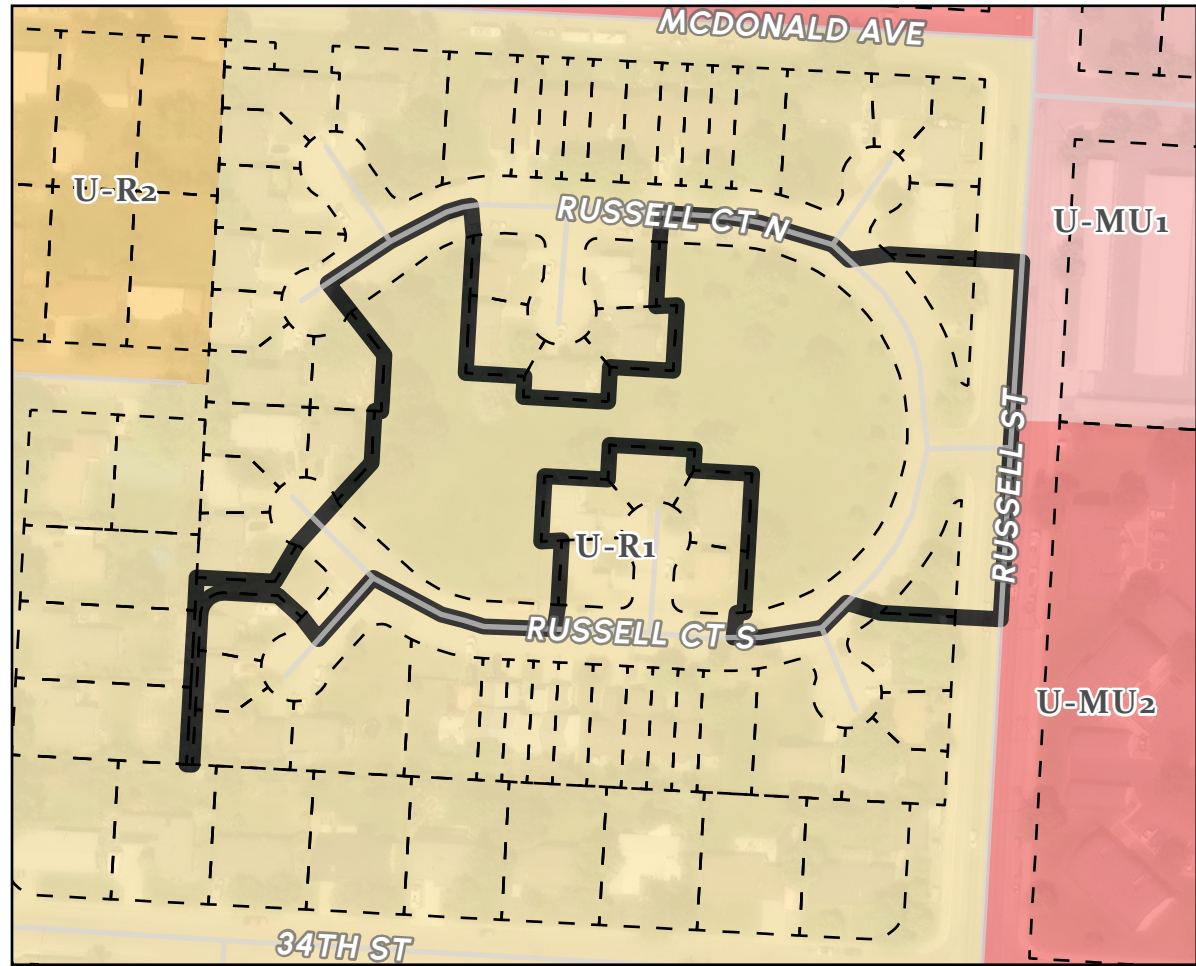 MCDONALD AVE
U-R2
RUSSELL CT N
U-MU1
RUSSELL ST
U-R1
RUSSELL CT S
U-MU2
34TH ST